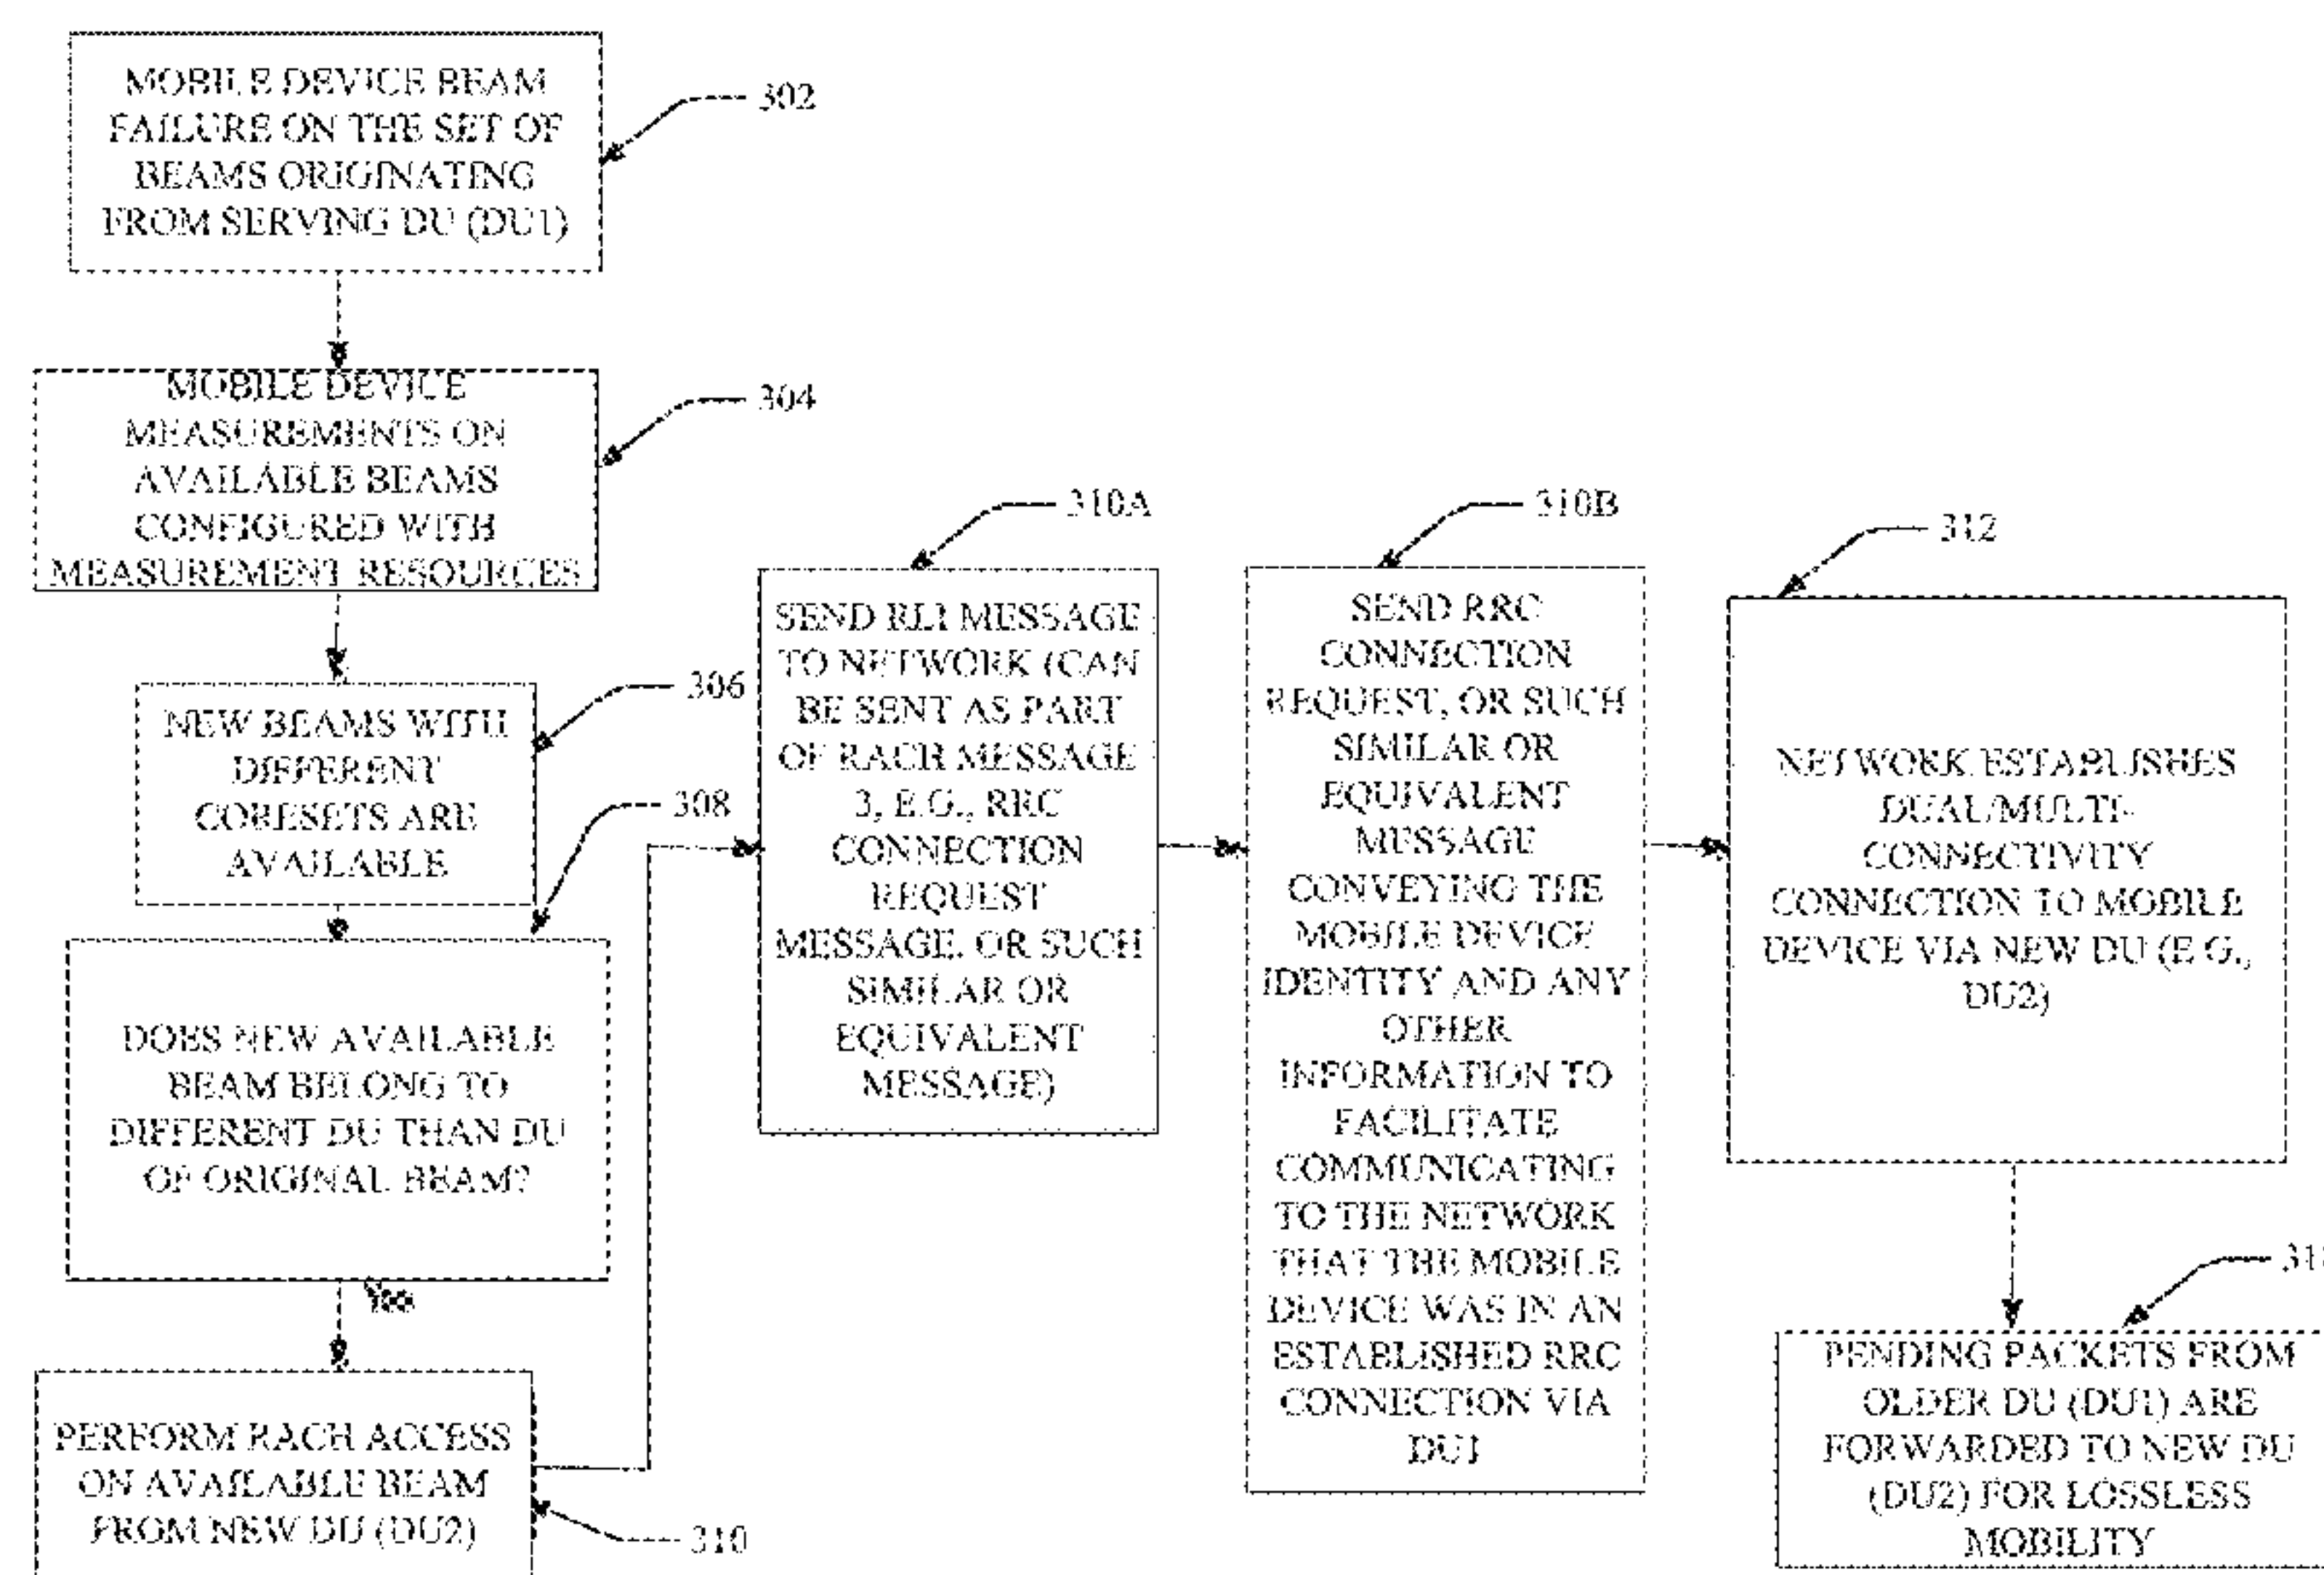 MOBILE DEVICE BEAM
FAILURE ON THE SET OF
BEAMS ORIGINATING
FROM SERVING DU (DU1)
302
MOBILE DEVICE
MEASUREMENTS ON
AVAILABLE BEAMS
CONFIGURED WITH
MEASUREMENT RESOURCES
304
NEW BEAMS WITH
DIFFERENT
CORESETS ARE
AVAILABLE
306
DOES NEW AVAILABLE
BEAM BELONG TO
DIFFERENT DU THAN DU
OF ORIGINAL BEAM?
308
PERFORM RACH ACCESS
ON AVAILABLE BEAM
FROM NEW DU (DU2)
310
310A
SEND RLI MESSAGE
TO NETWORK (CAN
BE SENT AS PART
OF RACH MESSAGE
3, E.G., RRC
CONNECTION
REQUEST
MESSAGE, OR SUCH
SIMILAR OR
EQUIVALENT
MESSAGE)
310B
SEND RRC
CONNECTION
REQUEST, OR SUCH
SIMILAR OR
EQUIVALENT
MESSAGE
CONVEYING THE
MOBILE DEVICE
IDENTITY AND ANY
OTHER
INFORMATION TO
FACILITATE
COMMUNICATING
TO THE NETWORK
THAT THE MOBILE
DEVICE WAS IN AN
ESTABLISHED RRC
CONNECTION VIA
DU1
312
NETWORK ESTABLISHES
DUAL/MULTI-
CONNECTIVITY
CONNECTION TO MOBILE
DEVICE VIA NEW DU (E.G.,
DU2)
PENDING PACKETS FROM
OLDER DU (DU1) ARE
FORWARDED TO NEW DU
(DU2) FOR LOSSLESS
MOBILITY